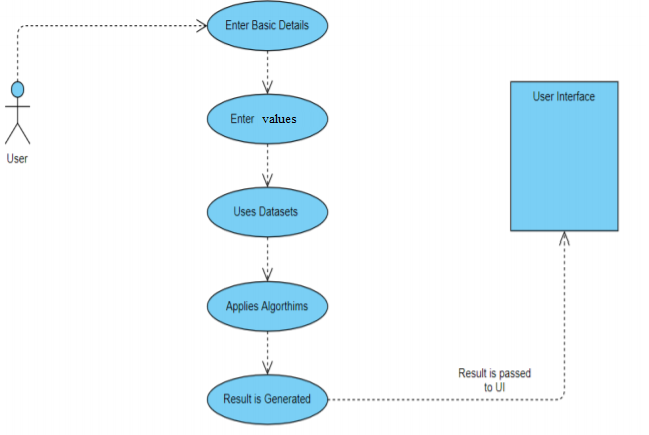 Enter Basic Details
User
Enter values
User Interface
Uses Datasets
Applies Algorthims
Result is Generated
Result is passed
to UI